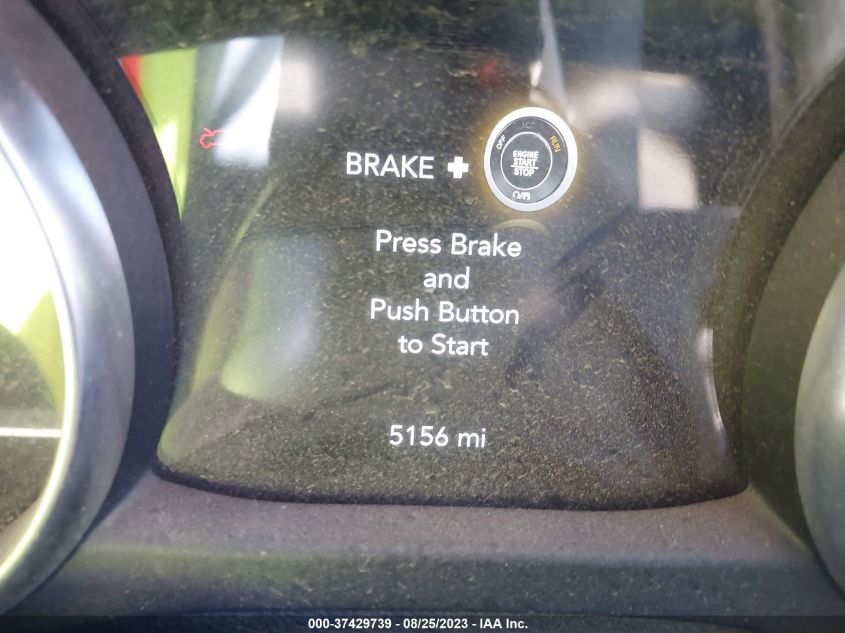 OFF ACC RUN
BRAKE +
ENGINE
START
STOP
Press Brake
and
Push Button
to Start
5156 mi
000-37429739 - 08/25/2023 - IAA Inc.